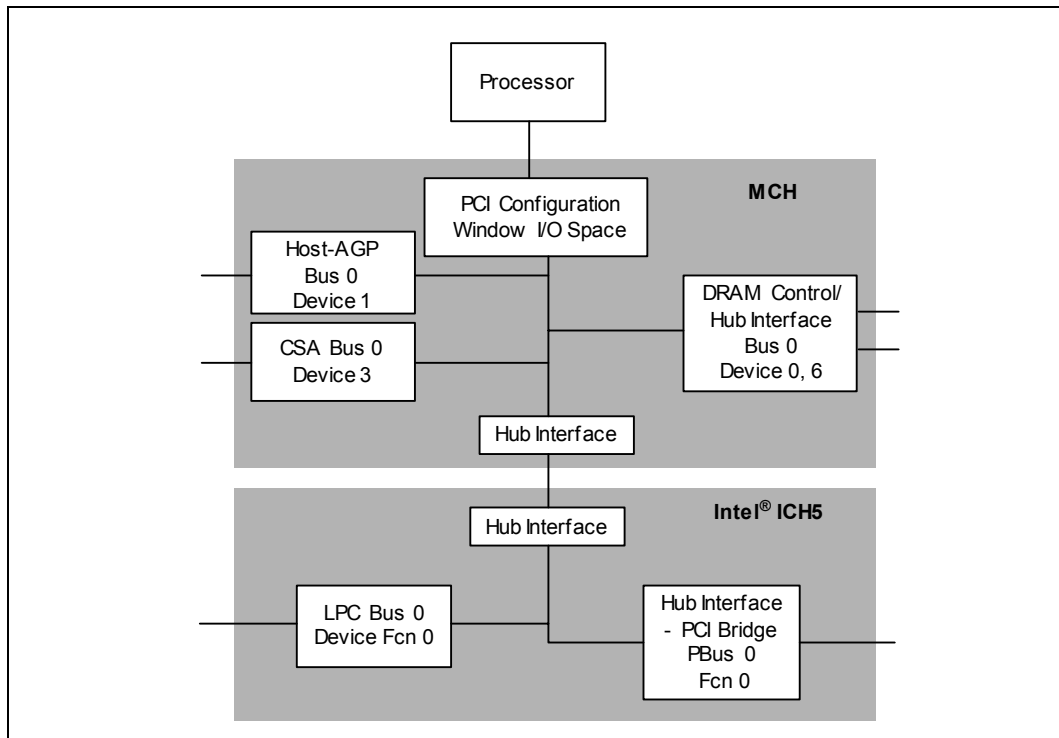 Processor
MCH
PCI Configuration
Window I/O Space
Host-AGP
Bus 0
Device 1
DRAM Control/
Hub Interface
Bus 0
Device 0, 6
CSA Bus 0
Device 3
Hub Interface
Intel® ICH5
Hub Interface
LPC Bus 0
Device Fcn 0
Hub Interface
- PCI Bridge
PBus 0
Fcn 0